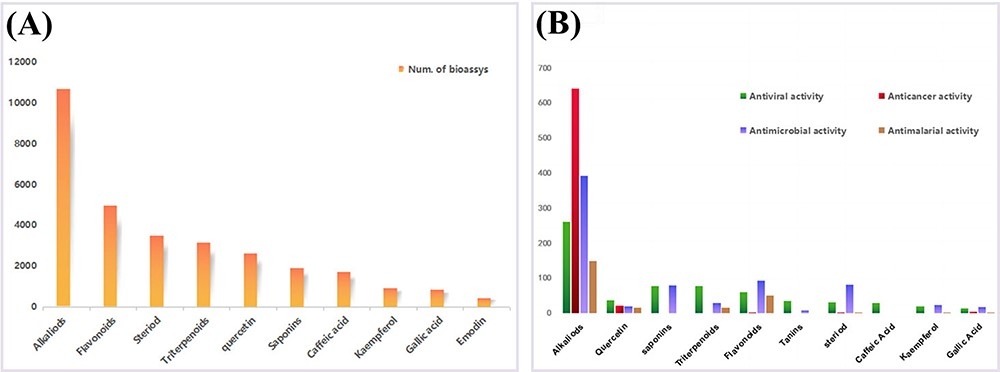 (A)
12000
10000
8000
6000
4000
2000
0
Num. of bioassys
Alkaliods
Flavonoids
Steriod
Triterpenoids
quercetin
Saponins
Caffeic acid
Kaempferol
Gallic acid
Emodin
(B)
700
600
500
400
300
200
100
0
Antiviral activity
Anticancer activity
Antimicrobial activity
Antimalarial activity
Alkaliods
Quercetin
saponins
Triterpenoids
Flavonoids
Tanins
steriod
Caffeic Acid
Kaempferol
Gallic Acid